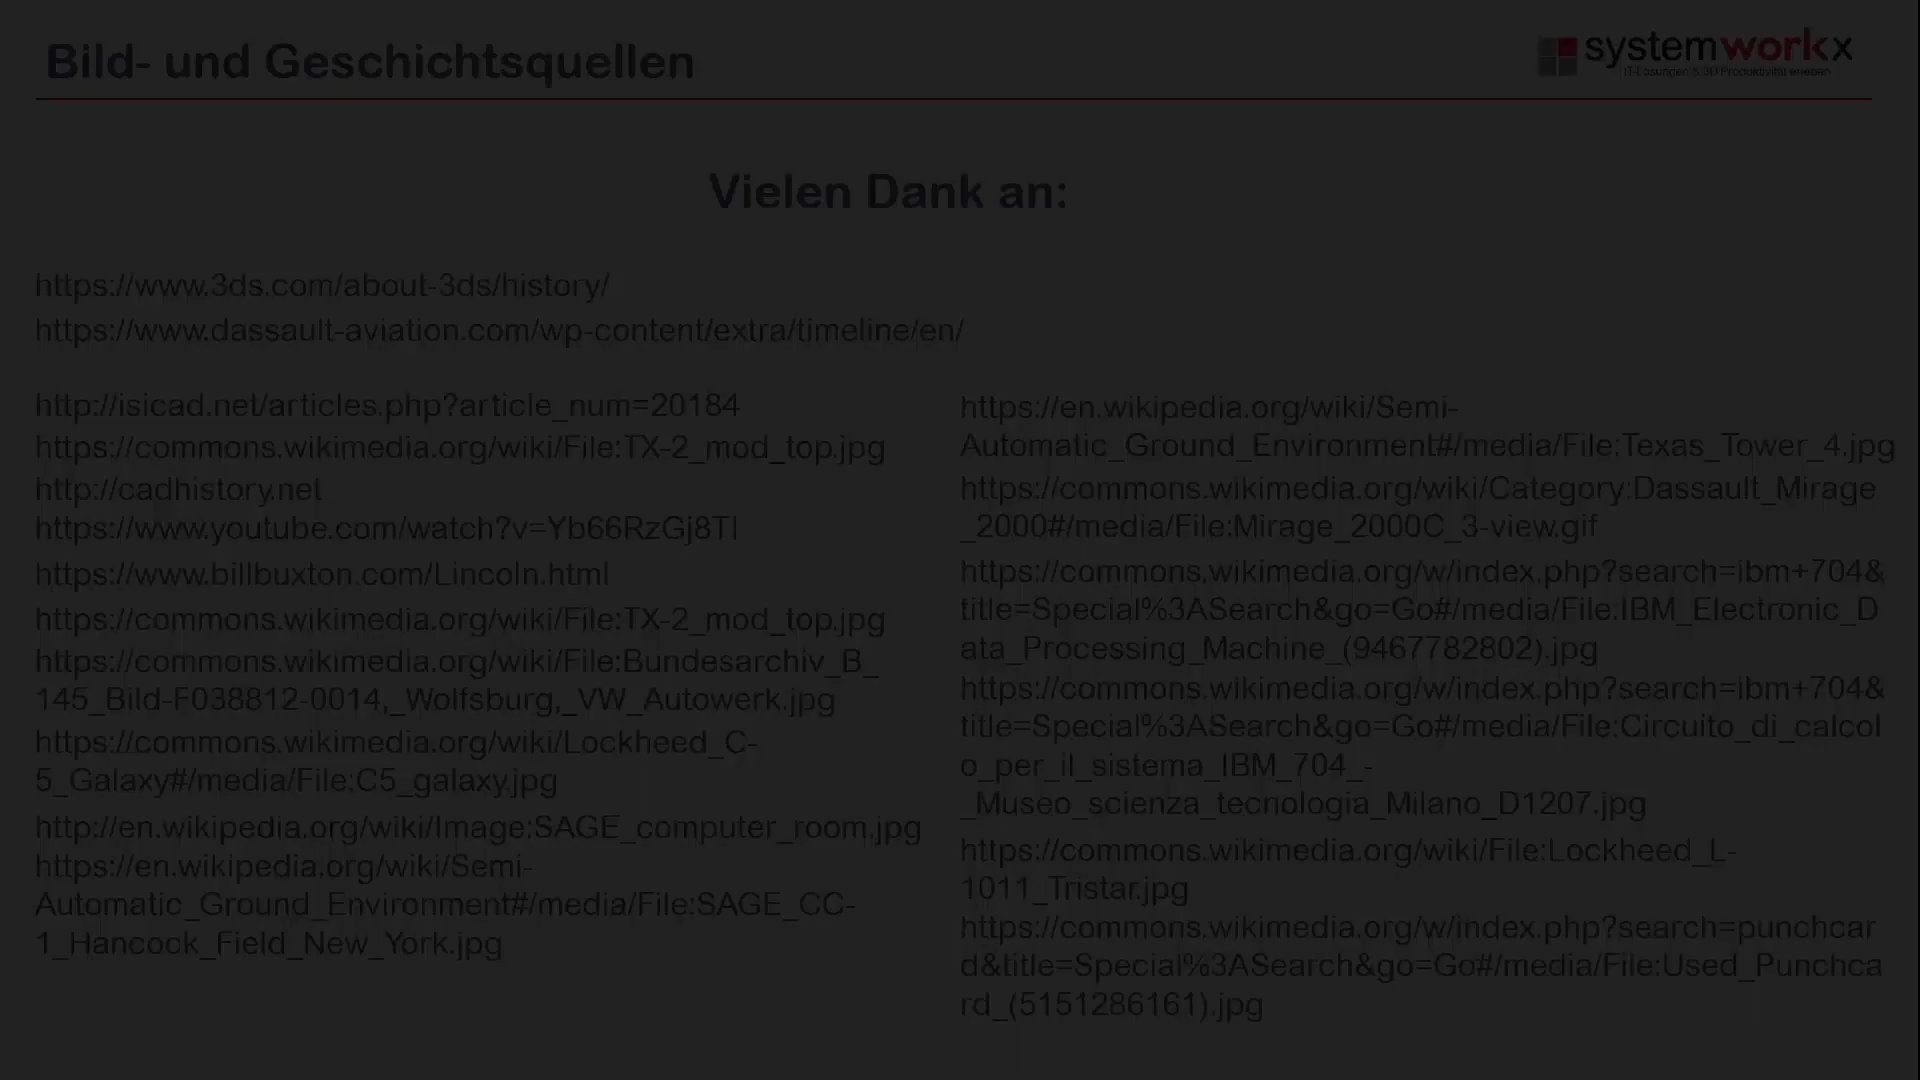 Bild- und Geschichtsquellen
systemworkx
IT-Lösungen & 3D Produktivität erleben
Vielen Dank an:
https://www.3ds.com/about-3ds/history/
https://www.dassault-aviation.com/wp-content/extra/timeline/en/
http://isicad.net/articles.php?article_num=20184
https://commons.wikimedia.org/wiki/File:TX-2_mod_top.jpg
http://cadhistory.net
https://www.youtube.com/watch?v=Yb66RzGj8TI
https://www.billbuxton.com/Lincoln.html
https://commons.wikimedia.org/wiki/File:TX-2_mod_top.jpg
https://commons.wikimedia.org/wiki/File:Bundesarchiv_B_
145_Bild-F038812-0014,_Wolfsburg,_VW_Autowerk.jpg
https://commons.wikimedia.org/wiki/Lockheed_C-
5_Galaxy#/media/File:C5_galaxy.jpg
http://en.wikipedia.org/wiki/Image:SAGE_computer_room.jpg
https://en.wikipedia.org/wiki/Semi-
Automatic_Ground_Environment#/media/File:SAGE_CC-
1_Hancock_Field_New_York.jpg
https://en.wikipedia.org/wiki/Semi-
Automatic_Ground_Environment#/media/File:Texas_Tower_4.jpg
https://commons.wikimedia.org/wiki/Category:Dassault_Mirage
_2000#/media/File:Mirage_2000C_3-view.gif
https://commons.wikimedia.org/w/index.php?search=ibm+704&
title=Special%3ASearch&go=Go#/media/File:IBM_Electronic_D
ata_Processing_Machine_(9467782802).jpg
https://commons.wikimedia.org/w/index.php?search=ibm+704&
title=Special%3ASearch&go=Go#/media/File:Circuito_di_calcol
o_per_il_sistema_IBM_704_-
_Museo_scienza_tecnologia_Milano_D1207.jpg
https://commons.wikimedia.org/wiki/File:Lockheed_L-
1011_Tristar.jpg
https://commons.wikimedia.org/w/index.php?search=punchcar
d&title=Special%3ASearch&go=Go#/media/File:Used_Punchca
rd_(5151286161).jpg